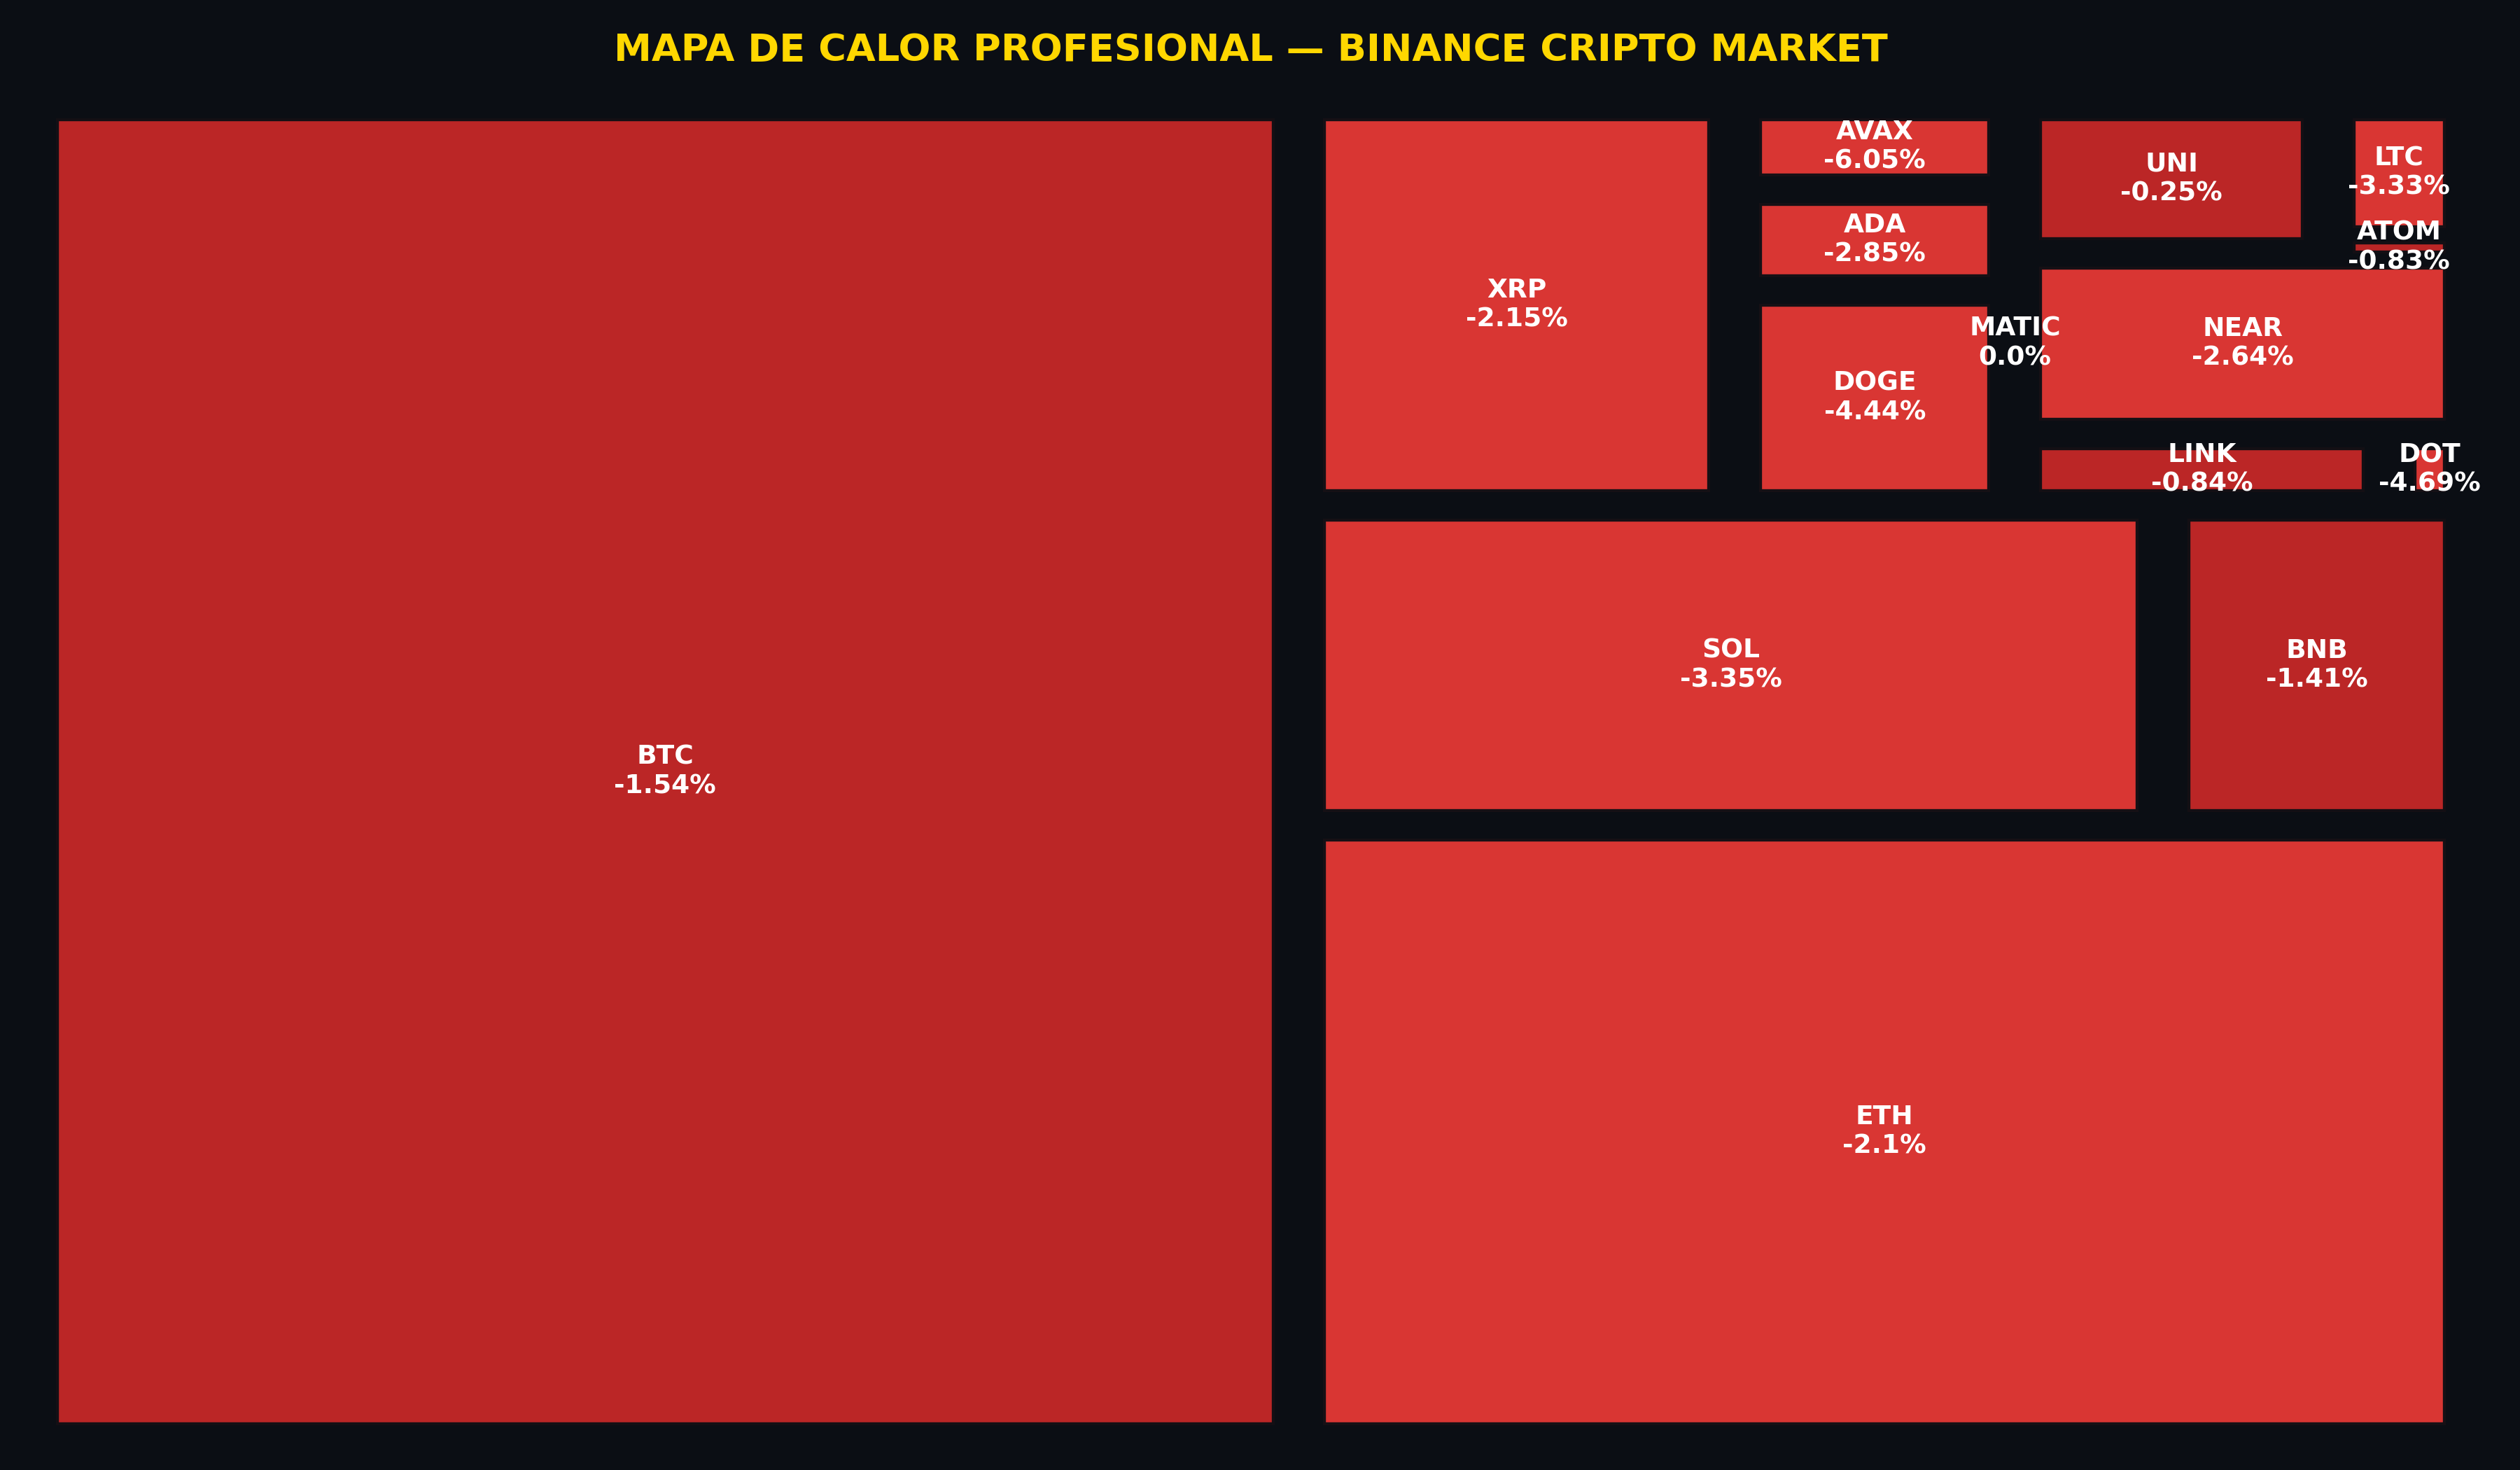 MAPA DE CALOR PROFESIONAL — BINANCE CRIPTO MARKET
BTC
-1.54%
XRP
-2.15%
AVAX
-6.05%
ADA
-2.85%
DOGE
-4.44%
MATIC
0.0%
UNI
-0.25%
LTC
-3.33%
ATOM
-0.83%
NEAR
-2.64%
LINK
-0.84%
DOT
-4.69%
SOL
-3.35%
BNB
-1.41%
ETH
-2.1%